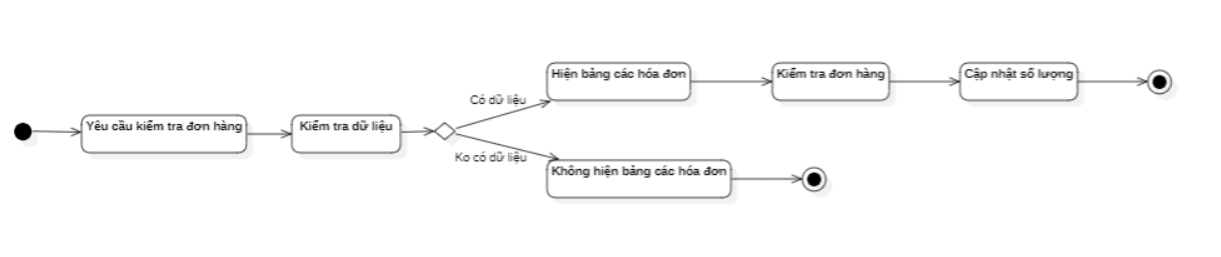 Yêu cầu kiểm tra đơn hàng
Kiểm tra dữ liệu
Có dữ liệu
Ko có dữ liệu
Hiện bảng các hóa đơn
Kiểm tra đơn hàng
Cập nhật số lượng
Không hiện bảng các hóa đơn